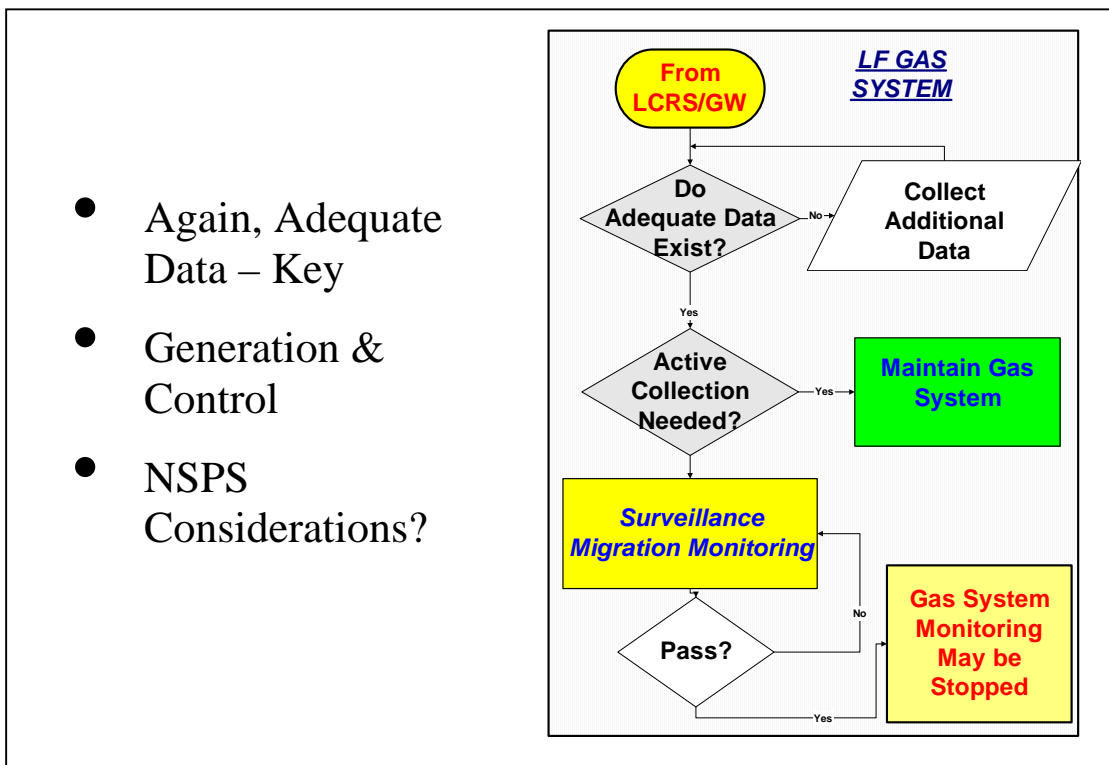 • Again, Adequate
Data – Key
• Generation &
Control
• NSPS
Considerations?
LF GAS
SYSTEM
From
LCRS/GW
Do
Adequate Data
Exist?
No
Collect
Additional
Data
Yes
Active
Collection
Needed?
Yes
Maintain Gas
System
Surveillance
Migration Monitoring
No
Pass?
Yes
Gas System
Monitoring
May be
Stopped